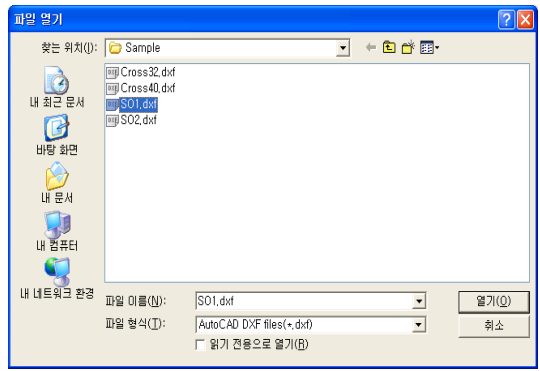 파일 열기
찾는 위치(I):
Sample
내 최근 문서
바탕 화면
내 문서
내 컴퓨터
내 네트워크 환경
Cross32,dxf
Cross40,dxf
SO1,dxf
SO2,dxf
파일 이름(N):
SO1,dxf
열기(O)
파일 형식(T):
AutoCAD DXF files(*,dxf)
취소
읽기 전용으로 열기(R)